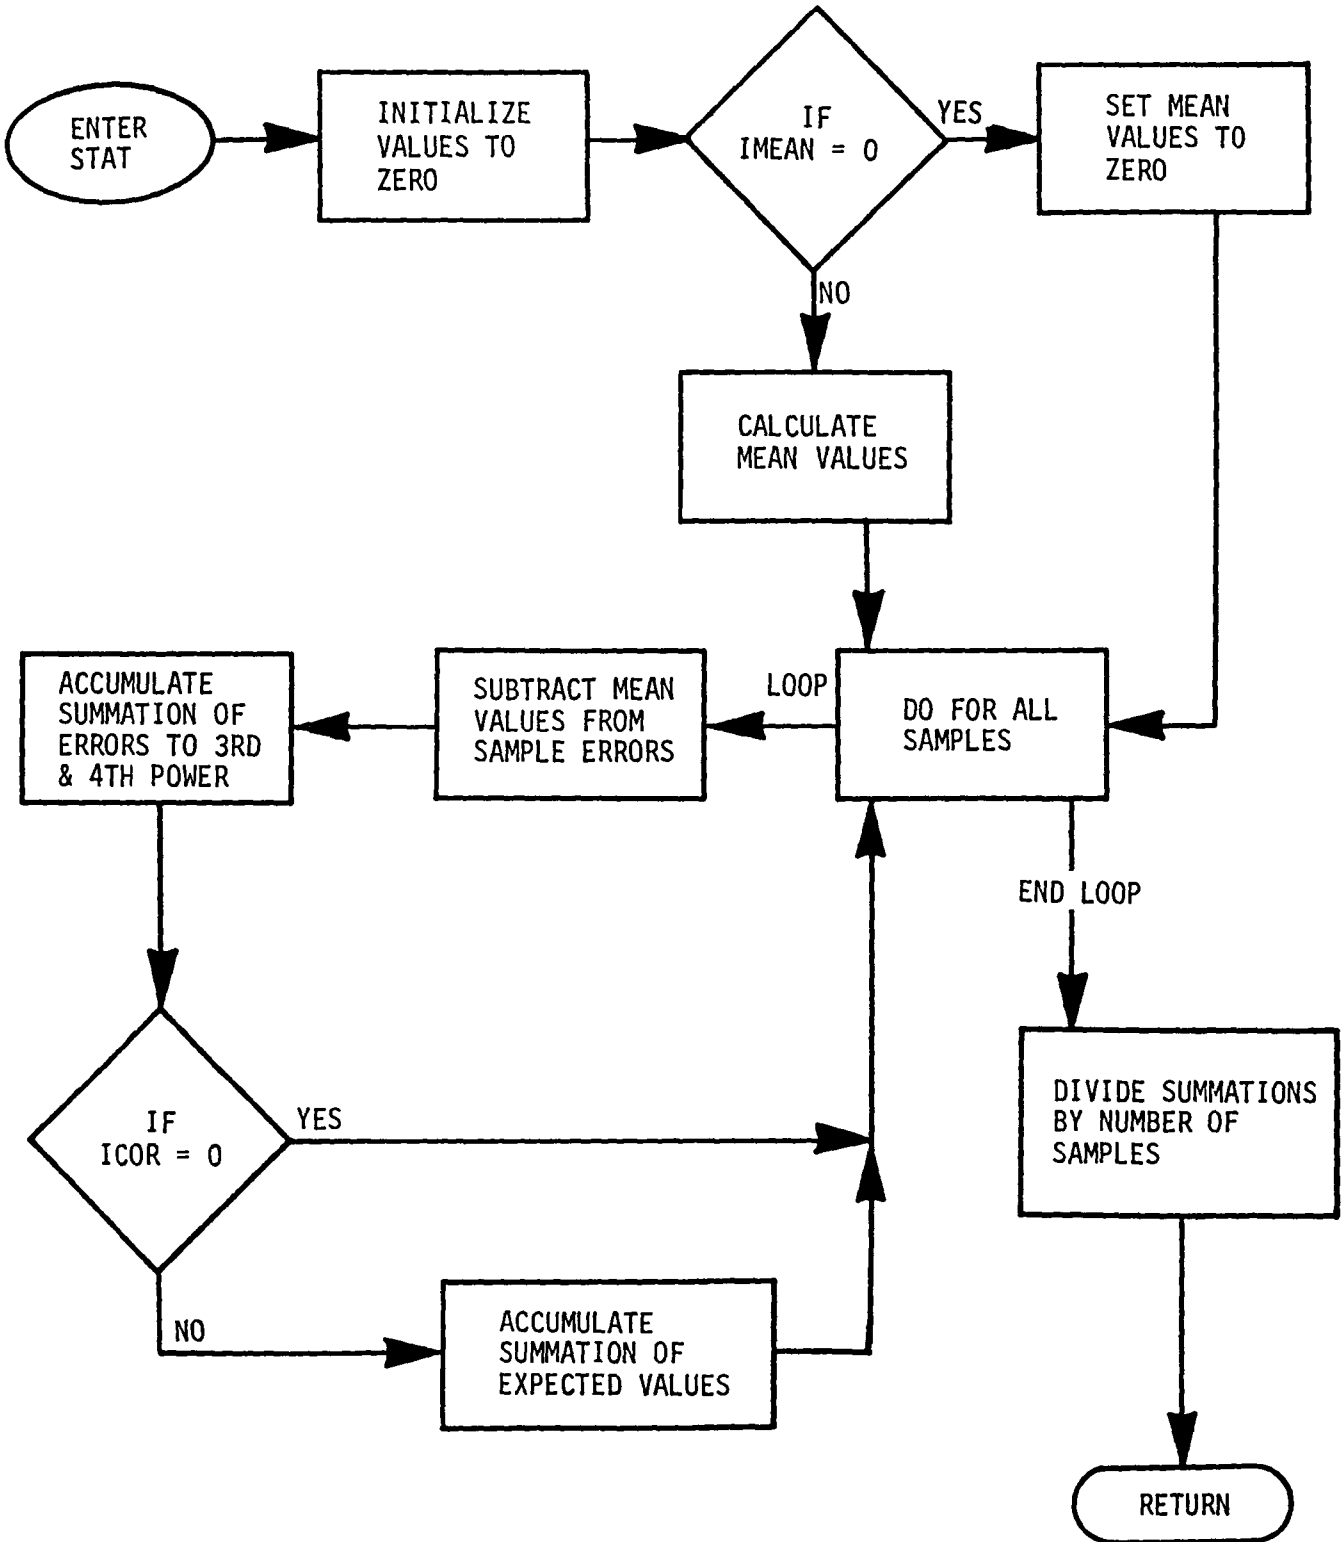 ENTER
STAT
INITIALIZE
VALUES TO
ZERO
IF
IMEAN = 0
YES
SET MEAN
VALUES TO
ZERO
NO
CALCULATE
MEAN VALUES
DO FOR ALL
SAMPLES
LOOP
SUBTRACT MEAN
VALUES FROM
SAMPLE ERRORS
ACCUMULATE
SUMMATION OF
ERRORS TO 3RD
& 4TH POWER
IF
ICOR = 0
YES
NO
ACCUMULATE
SUMMATION OF
EXPECTED VALUES
END LOOP
DIVIDE SUMMATIONS
BY NUMBER OF
SAMPLES
RETURN